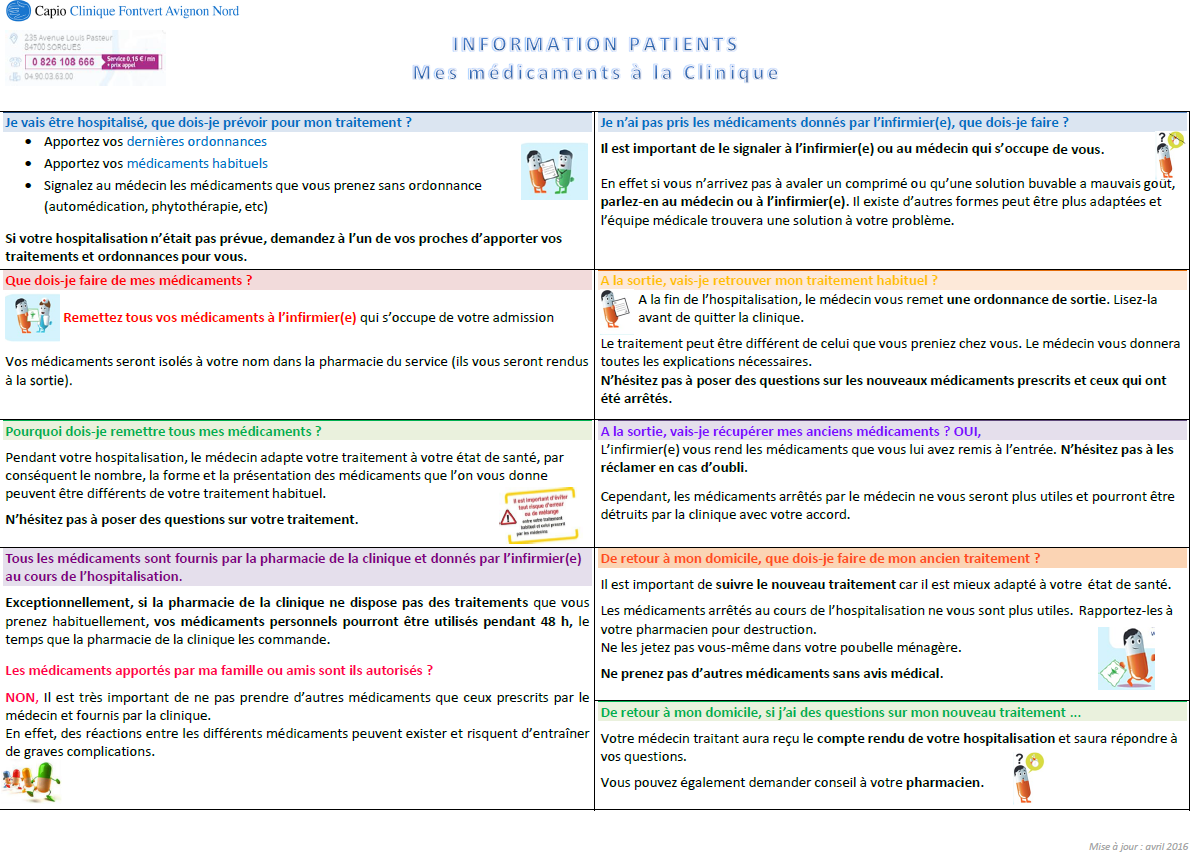 Capio Clinique Fontvert Avignon Nord
235 Avenue Louis Pasteur
84700 SORGUES
0 826 108 666 Service 0,15 € / min
+ prix appel
04.90.03.63.00
INFORMATION PATIENTS
Mes médicaments à la Clinique
Je vais être hospitalisé, que dois-je prévoir pour mon traitement ?
• Apportez vos dernières ordonnances
• Apportez vos médicaments habituels
• Signalez au médecin les médicaments que vous prenez sans ordonnance
(automédication, phytothérapie, etc)
Si votre hospitalisation n’était pas prévue, demandez à l’un de vos proches d’apporter vos
traitements et ordonnances pour vous.
Que dois-je faire de mes médicaments ?
Remettez tous vos médicaments à l’infirmier(e) qui s’occupe de votre admission
Vos médicaments seront isolés à votre nom dans la pharmacie du service (ils vous seront rendus
à la sortie).
Pourquoi dois-je remettre tous mes médicaments ?
Pendant votre hospitalisation, le médecin adapte votre traitement à votre état de santé, par
conséquent le nombre, la forme et la présentation des médicaments que l’on vous donne
peuvent être différents de votre traitement habituel.
N’hésitez pas à poser des questions sur votre traitement.
Il est important d'éviter
tout risque d'erreur
ou de mélange
entre votre traitement
habituel et celui prescrit
par les médecins
Tous les médicaments sont fournis par la pharmacie de la clinique et donnés par l’infirmier(e)
au cours de l’hospitalisation.
Exceptionnellement, si la pharmacie de la clinique ne dispose pas des traitements que vous
prenez habituellement, vos médicaments personnels pourront être utilisés pendant 48 h, le
temps que la pharmacie de la clinique les commande.
Les médicaments apportés par ma famille ou amis sont ils autorisés ?
NON, Il est très important de ne pas prendre d’autres médicaments que ceux prescrits par le
médecin et fournis par la clinique.
En effet, des réactions entre les différents médicaments peuvent exister et risquent d’entraîner
de graves complications.
Je n’ai pas pris les médicaments donnés par l’infirmier(e), que dois-je faire ?
Il est important de le signaler à l’infirmier(e) ou au médecin qui s’occupe de vous.
?
En effet si vous n’arrivez pas à avaler un comprimé ou qu’une solution buvable a mauvais goût,
parlez-en au médecin ou à l’infirmier(e). Il existe d’autres formes peut être plus adaptées et
l’équipe médicale trouvera une solution à votre problème.
A la sortie, vais-je retrouver mon traitement habituel ?
A la fin de l’hospitalisation, le médecin vous remet une ordonnance de sortie. Lisez-la
avant de quitter la clinique.
Le traitement peut être différent de celui que vous preniez chez vous. Le médecin vous donnera
toutes les explications nécessaires.
N’hésitez pas à poser des questions sur les nouveaux médicaments prescrits et ceux qui ont
été arrêtés.
A la sortie, vais-je récupérer mes anciens médicaments ? OUI,
L’infirmier(e) vous rend les médicaments que vous lui avez remis à l’entrée. N’hésitez pas à les
réclamer en cas d’oubli.
Cependant, les médicaments arrêtés par le médecin ne vous seront plus utiles et pourront être
détruits par la clinique avec votre accord.
De retour à mon domicile, que dois-je faire de mon ancien traitement ?
Il est important de suivre le nouveau traitement car il est mieux adapté à votre état de santé.
Les médicaments arrêtés au cours de l’hospitalisation ne vous sont plus utiles. Rapportez-les à
votre pharmacien pour destruction.
Ne les jetez pas vous-même dans votre poubelle ménagère.
Ne prenez pas d’autres médicaments sans avis médical.
De retour à mon domicile, si j’ai des questions sur mon nouveau traitement ...
Votre médecin traitant aura reçu le compte rendu de votre hospitalisation et saura répondre à
vos questions.
?
Vous pouvez également demander conseil à votre pharmacien.
Mise à jour : avril 2016